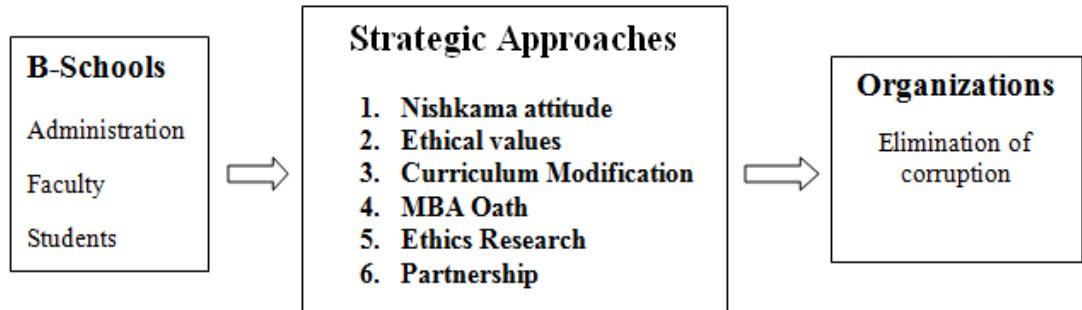 B-Schools
Administration
Faculty
Students
Strategic Approaches
1. Nishkama attitude
2. Ethical values
3. Curriculum Modification
4. MBA Oath
5. Ethics Research
6. Partnership
Organizations
Elimination of
corruption